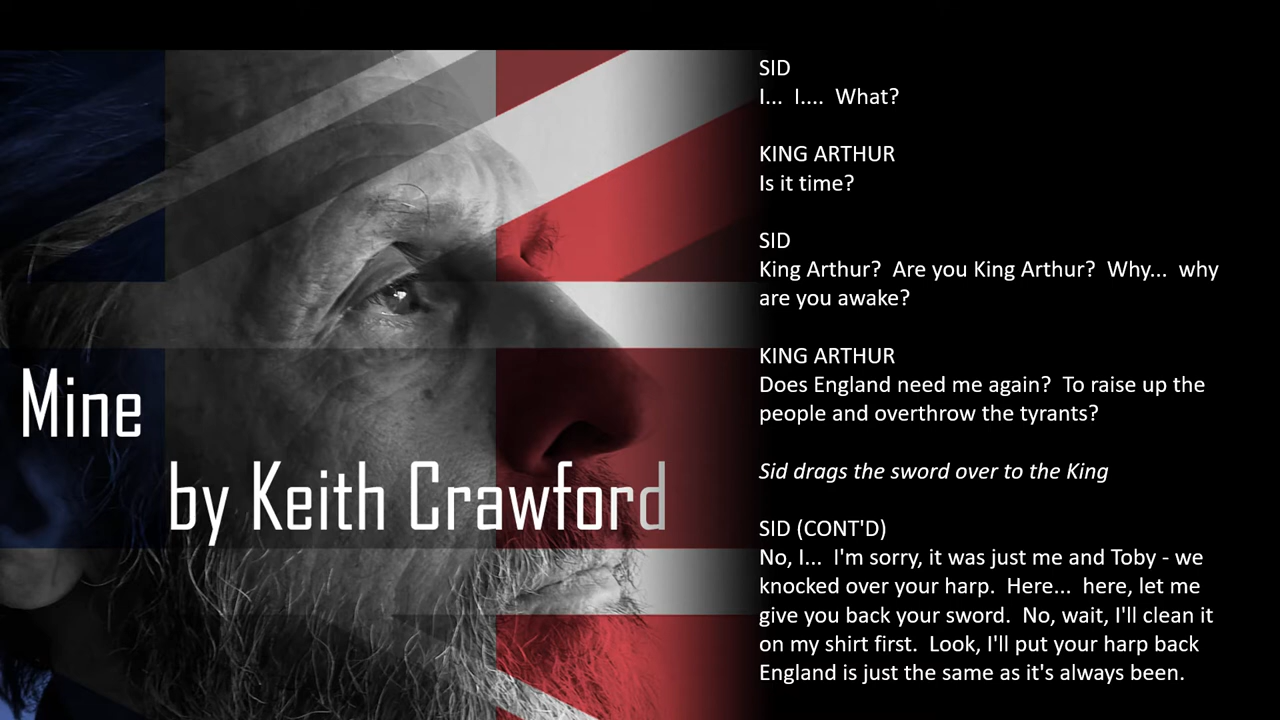 Mine
by Keith Crawford
SID
I...  I....  What?
KING ARTHUR
Is it time?
SID
King Arthur?  Are you King Arthur?  Why...  why
are you awake?
KING ARTHUR
Does England need me again?  To raise up the
people and overthrow the tyrants?
Sid drags the sword over to the King
SID (CONT'D)
No, I...  I'm sorry, it was just me and Toby - we
knocked over your harp.  Here...  here, let me
give you back your sword.  No, wait, I'll clean it
on my shirt first.  Look, I'll put your harp back
England is just the same as it's always been.